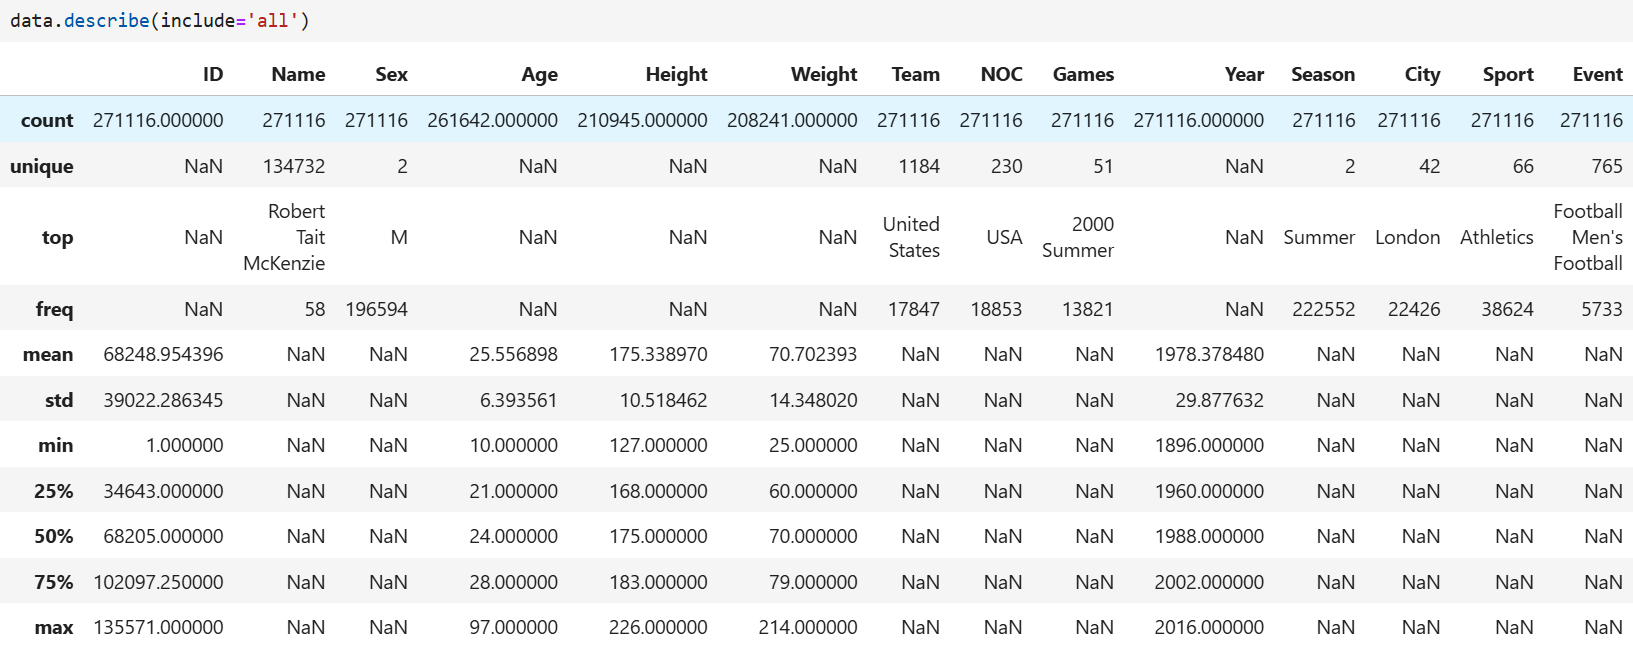 data.describe(include='all')
ID Name Sex Age Height Weight Team NOC Games Year Season City Sport Event
count 271116.000000 271116 271116 261642.000000 210945.000000 208241.000000 271116 271116 271116 271116.000000 271116 271116 271116 271116
unique NaN 134732 2 NaN NaN NaN 1184 230 51 NaN 2 42 66 765
top NaN Robert Tait McKenzie M NaN NaN NaN United States USA 2000 Summer NaN Summer London Athletics Football Men's Football
freq NaN 58 196594 NaN NaN NaN 17847 18853 13821 NaN 222552 22426 38624 5733
mean 68248.954396 NaN NaN 25.556898 175.338970 70.702393 NaN NaN NaN 1978.378480 NaN NaN NaN NaN
std 39022.286345 NaN NaN 6.393561 10.518462 14.348020 NaN NaN NaN 29.877632 NaN NaN NaN NaN
min 1.000000 NaN NaN 10.000000 127.000000 25.000000 NaN NaN NaN 1896.000000 NaN NaN NaN NaN
25% 34643.000000 NaN NaN 21.000000 168.000000 60.000000 NaN NaN NaN 1960.000000 NaN NaN NaN NaN
50% 68205.000000 NaN NaN 24.000000 175.000000 70.000000 NaN NaN NaN 1988.000000 NaN NaN NaN NaN
75% 102097.250000 NaN NaN 28.000000 183.000000 79.000000 NaN NaN NaN 2002.000000 NaN NaN NaN NaN
max 135571.000000 NaN NaN 97.000000 226.000000 214.000000 NaN NaN NaN 2016.000000 NaN NaN NaN NaN